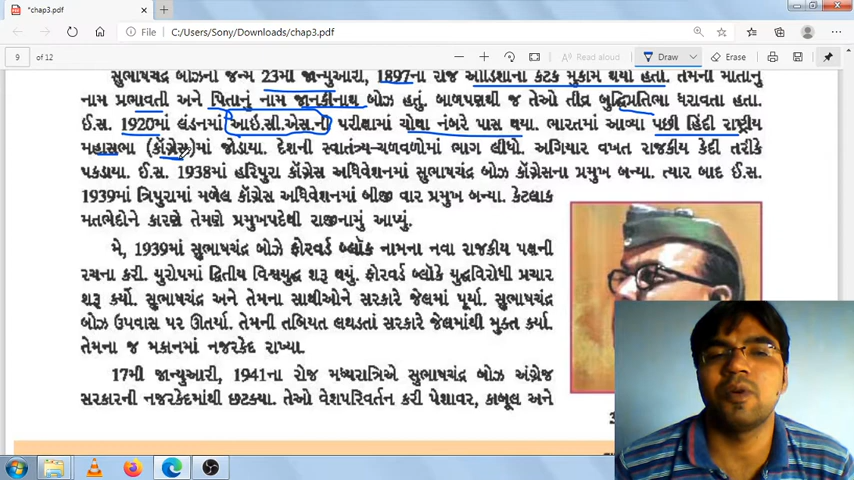 *chap3.pdf
File
C:/Users/Sony/Downloads/chap3.pdf
9 of 12
Draw
Erase
સુભાષચંદ્ર બોઝનો જન્મ 23મી જાન્યુઆરી, 1897ના રોજ ઓડિશાના કટક મુકામે થયો હતો. તેમની માતાનું
નામ પ્રભાવતી અને પિતાનું નામ જાનકીનાથ બોઝ હતું. બાળપણથી જ તેઓ તીવ્ર બુદ્ધિપ્રતિભા ધરાવતા હતા.
ઈ.સ. 1920માં લંડનમાં આઈ.સી.એસ.ની પરીક્ષામાં ચોથા નંબરે પાસ થયા. ભારતમાં આવ્યા પછી હિંદી રાષ્ટ્રીય
મહાસભા (કૉંગ્રેસ)માં જોડાયા. દેશની સ્વાતંત્ર્ય-ચળવળોમાં ભાગ લીધો. અગિયાર વખત રાજકીય કેદી તરીકે
પકડાયા. ઈ.સ. 1938માં હરિપુરા કૉંગ્રેસ અધિવેશનમાં સુભાષચંદ્ર બોઝ કૉંગ્રેસના પ્રમુખ બન્યા. ત્યાર બાદ ઈ.સ.
1939માં ત્રિપુરામાં મળેલ કૉંગ્રેસ અધિવેશનમાં બીજી વાર પ્રમુખ બન્યા. કેટલાક
મતભેદોને કારણે તેમણે પ્રમુખપદેથી રાજીનામું આપ્યું.
મે, 1939માં સુભાષચંદ્ર બોઝે ફોરવર્ડ બ્લૉક નામના નવા રાજકીય પક્ષની
રચના કરી. યુરોપમાં દ્વિતીય વિશ્વયુદ્ધ શરૂ થયું. ફોરવર્ડ બ્લૉકે યુદ્ધવિરોધી પ્રચાર
શરૂ કર્યો. સુભાષચંદ્ર અને તેમના સાથીઓને સરકારે જેલમાં પૂર્યા. સુભાષચંદ્ર
બોઝ ઉપવાસ પર ઊતર્યા. તેમની તબિયત લથડતાં સરકારે જેલમાંથી મુક્ત કર્યા.
તેમના જ મકાનમાં નજરકેદ રાખ્યા.
17મી જાન્યુઆરી, 1941ના રોજ મધ્યરાત્રિએ સુભાષચંદ્ર બોઝ અંગ્રેજ
સરકારની નજરકેદમાંથી છટક્યા. તેઓ વેશપરિવર્તન કરી પેશાવર, કાબૂલ અને